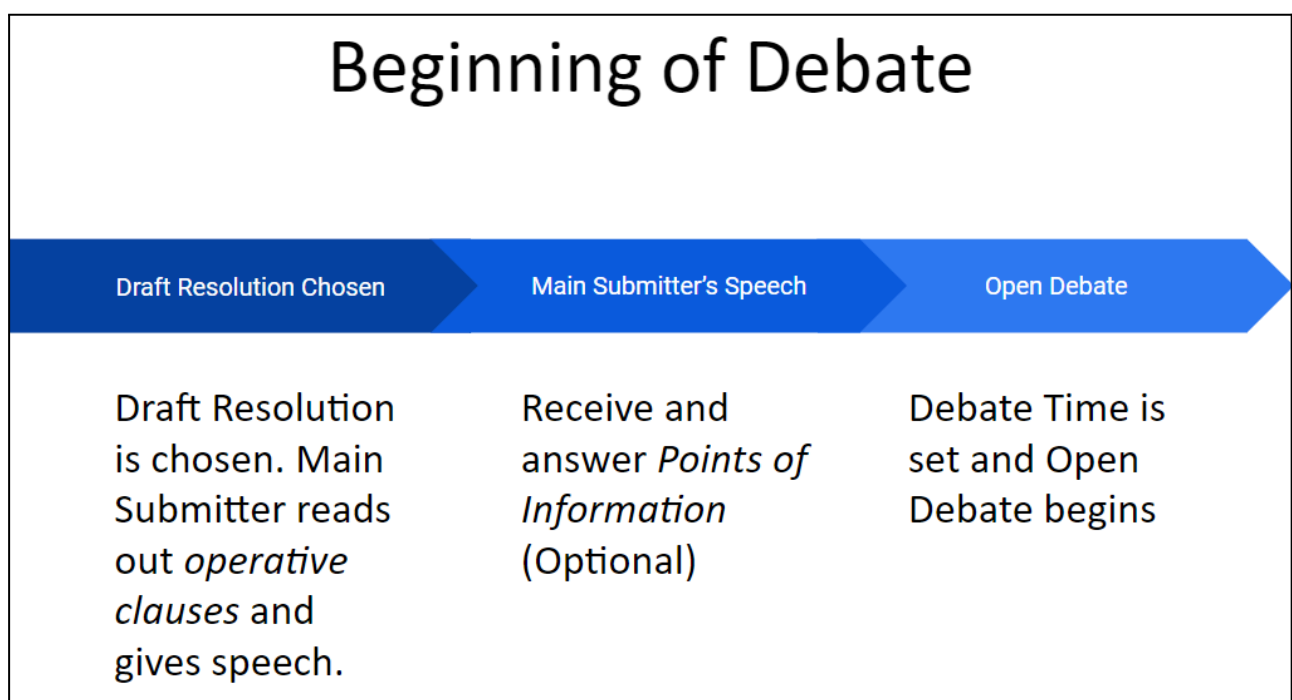 Beginning of Debate
Draft Resolution Chosen
Main Submitter’s Speech
Open Debate
Draft Resolution
is chosen. Main
Submitter reads
out operative
clauses and
gives speech.
Receive and
answer Points of
Information
(Optional)
Debate Time is
set and Open
Debate begins